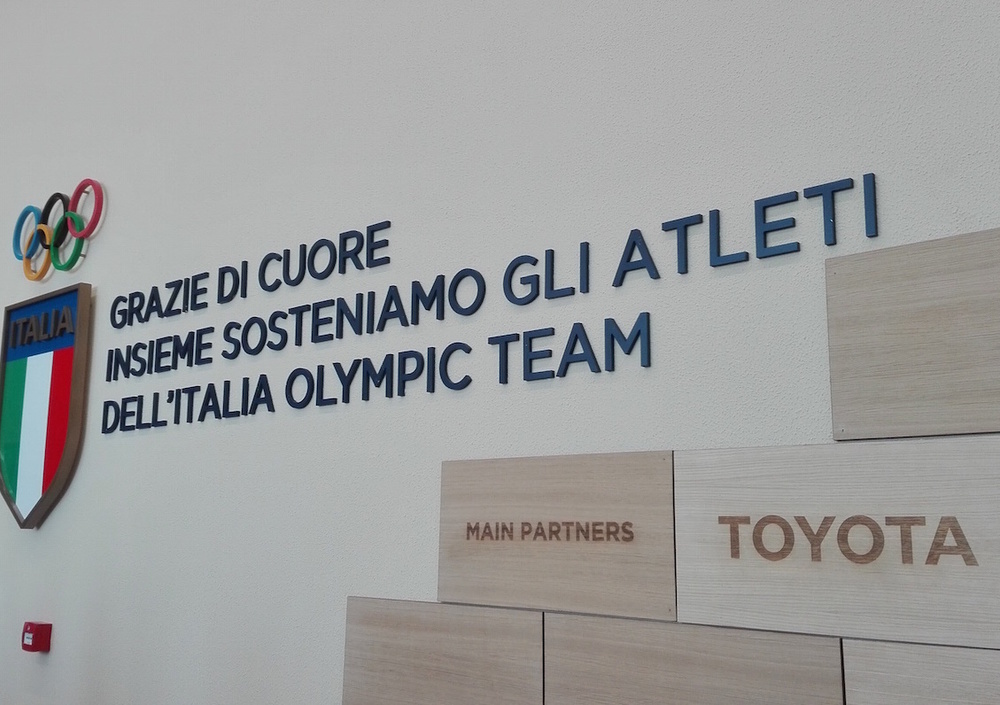 ITALIA
GRAZIE DI CUORE
INSIEME SOSTENIAMO GLI ATLETI
DELL'ITALIA OLYMPIC TEAM
MAIN PARTNERS
TOYOTA